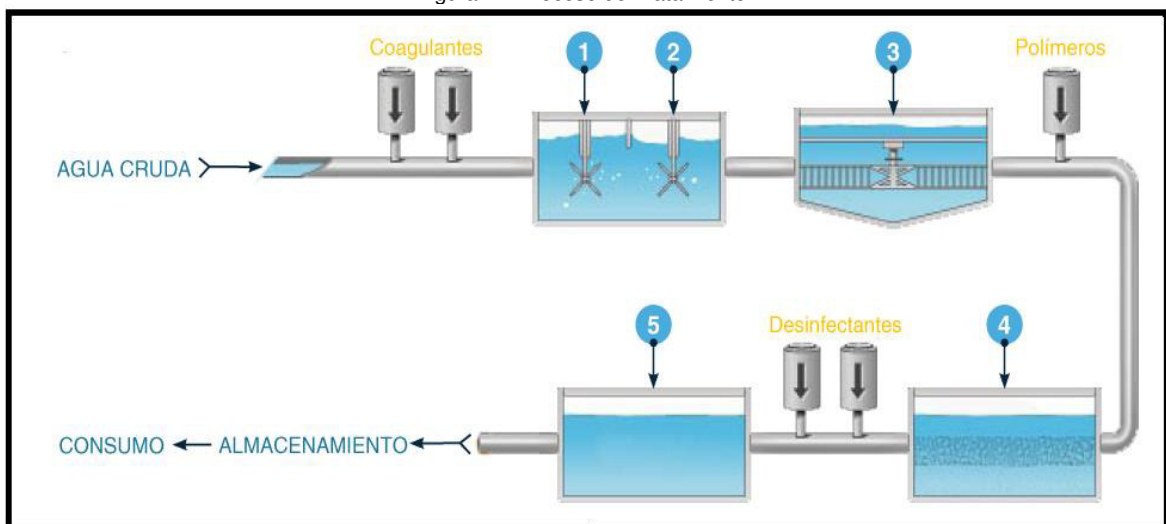 Coagulantes
1
2
3
Polímeros
AGUA CRUDA
5
Desinfectantes
4
CONSUMO
ALMACENAMIENTO